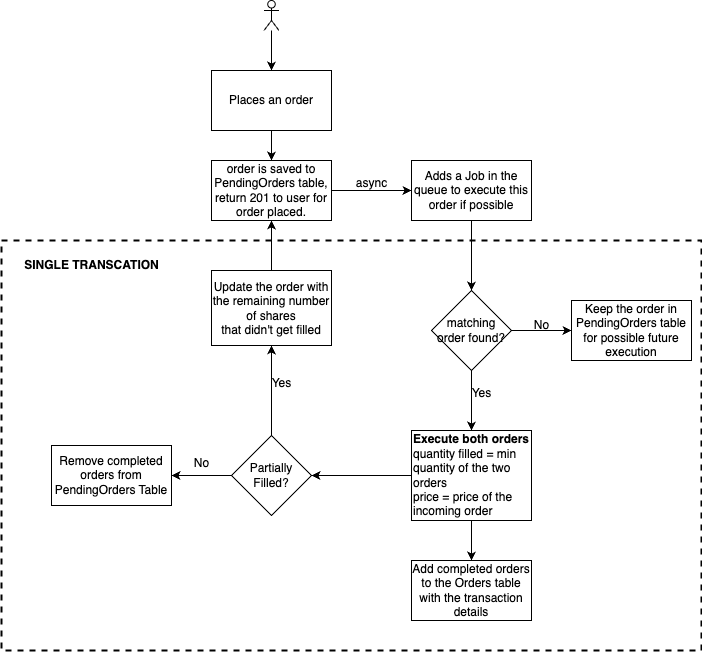 Places an order
order is saved to
PendingOrders table,
return 201 to user for
order placed.
async
Adds a Job in the
queue to execute this
order if possible
SINGLE TRANSCATION
Update the order with
the remaining number
of shares
that didn't get filled
matching
order found?
No
Keep the order in
PendingOrders table
for possible future
execution
Yes
Yes
Execute both orders
quantity filled = min
quantity of the two
orders
price = price of the
incoming order
Partially
Filled?
No
Remove completed
orders from
PendingOrders Table
Add completed orders
to the Orders table
with the transaction
details